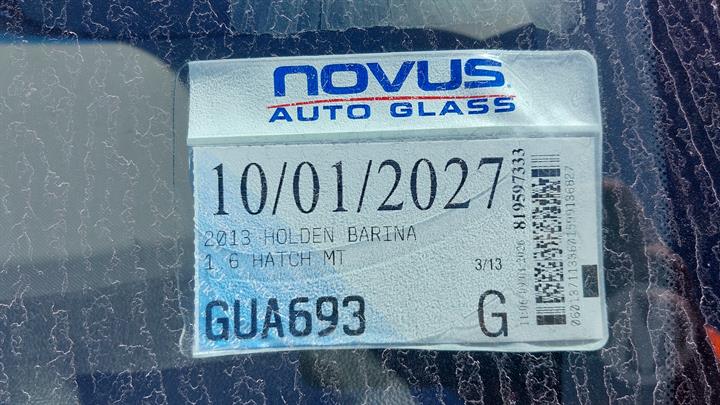 NOVUS
AUTO GLASS
10/01/2027
2013 HOLDEN BARINA
1 6 HATCH MT
3/13
GUA693
G
819597333